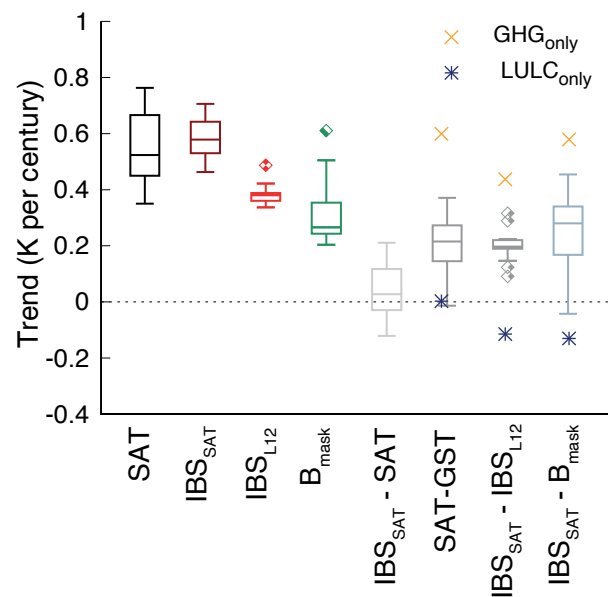 Trend (K per century)
1
0.8
0.6
0.4
0.2
0
-0.2
-0.4
GHGonly
LULConly
SAT
IBSSAT
IBSL12
Bmask
IBSSAT - SAT
SAT-GST
IBSSAT - IBSL12
IBSSAT - Bmask